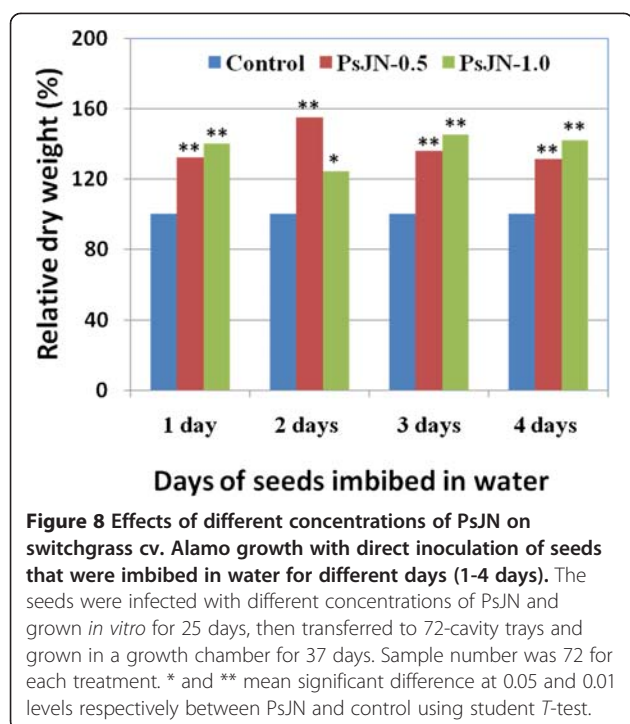 200
160
120
80
40
0
Relative dry weight (%)
Control PsJN-0.5 PsJN-1.0
** **
**
*
** **
** **
1 day 2 days 3 days 4 days
Days of seeds imbibed in water
Figure 8 Effects of different concentrations of PsJN on
switchgrass cv. Alamo growth with direct inoculation of seeds
that were imbibed in water for different days (1-4 days). The
seeds were infected with different concentrations of PsJN and
grown in vitro for 25 days, then transferred to 72-cavity trays and
grown in a growth chamber for 37 days. Sample number was 72 for
each treatment. * and ** mean significant difference at 0.05 and 0.01
levels respectively between PsJN and control using student T-test.